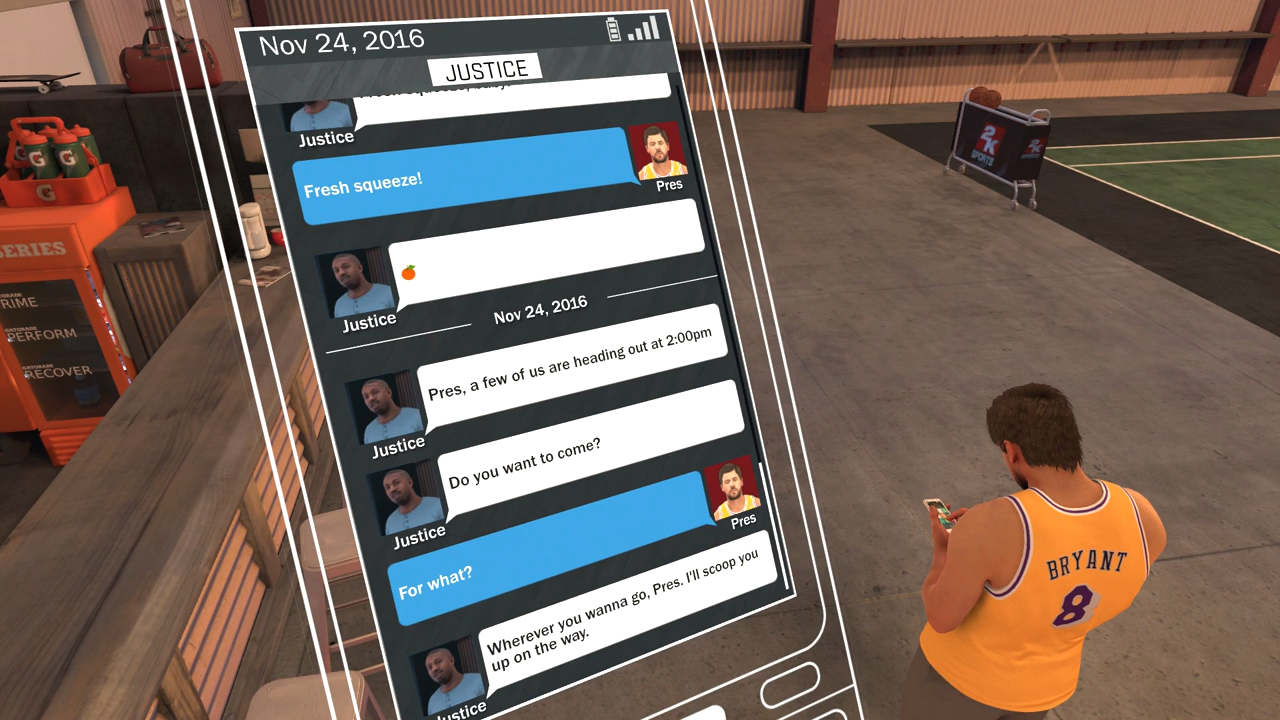 Nov 24, 2016
JUSTICE
Justice
Fresh squeeze!
Pres
Justice
Nov 24, 2016
Pres, a few of us are heading out at 2:00pm
Justice
Do you want to come?
Justice
For what?
Pres
Wherever you wanna go, Pres. I'll scoop you
up on the way.
Justice
G
G
G
SERIES
PRIME
PERFORM
RECOVER
2K
SPORTS
2K
BRYANT
8